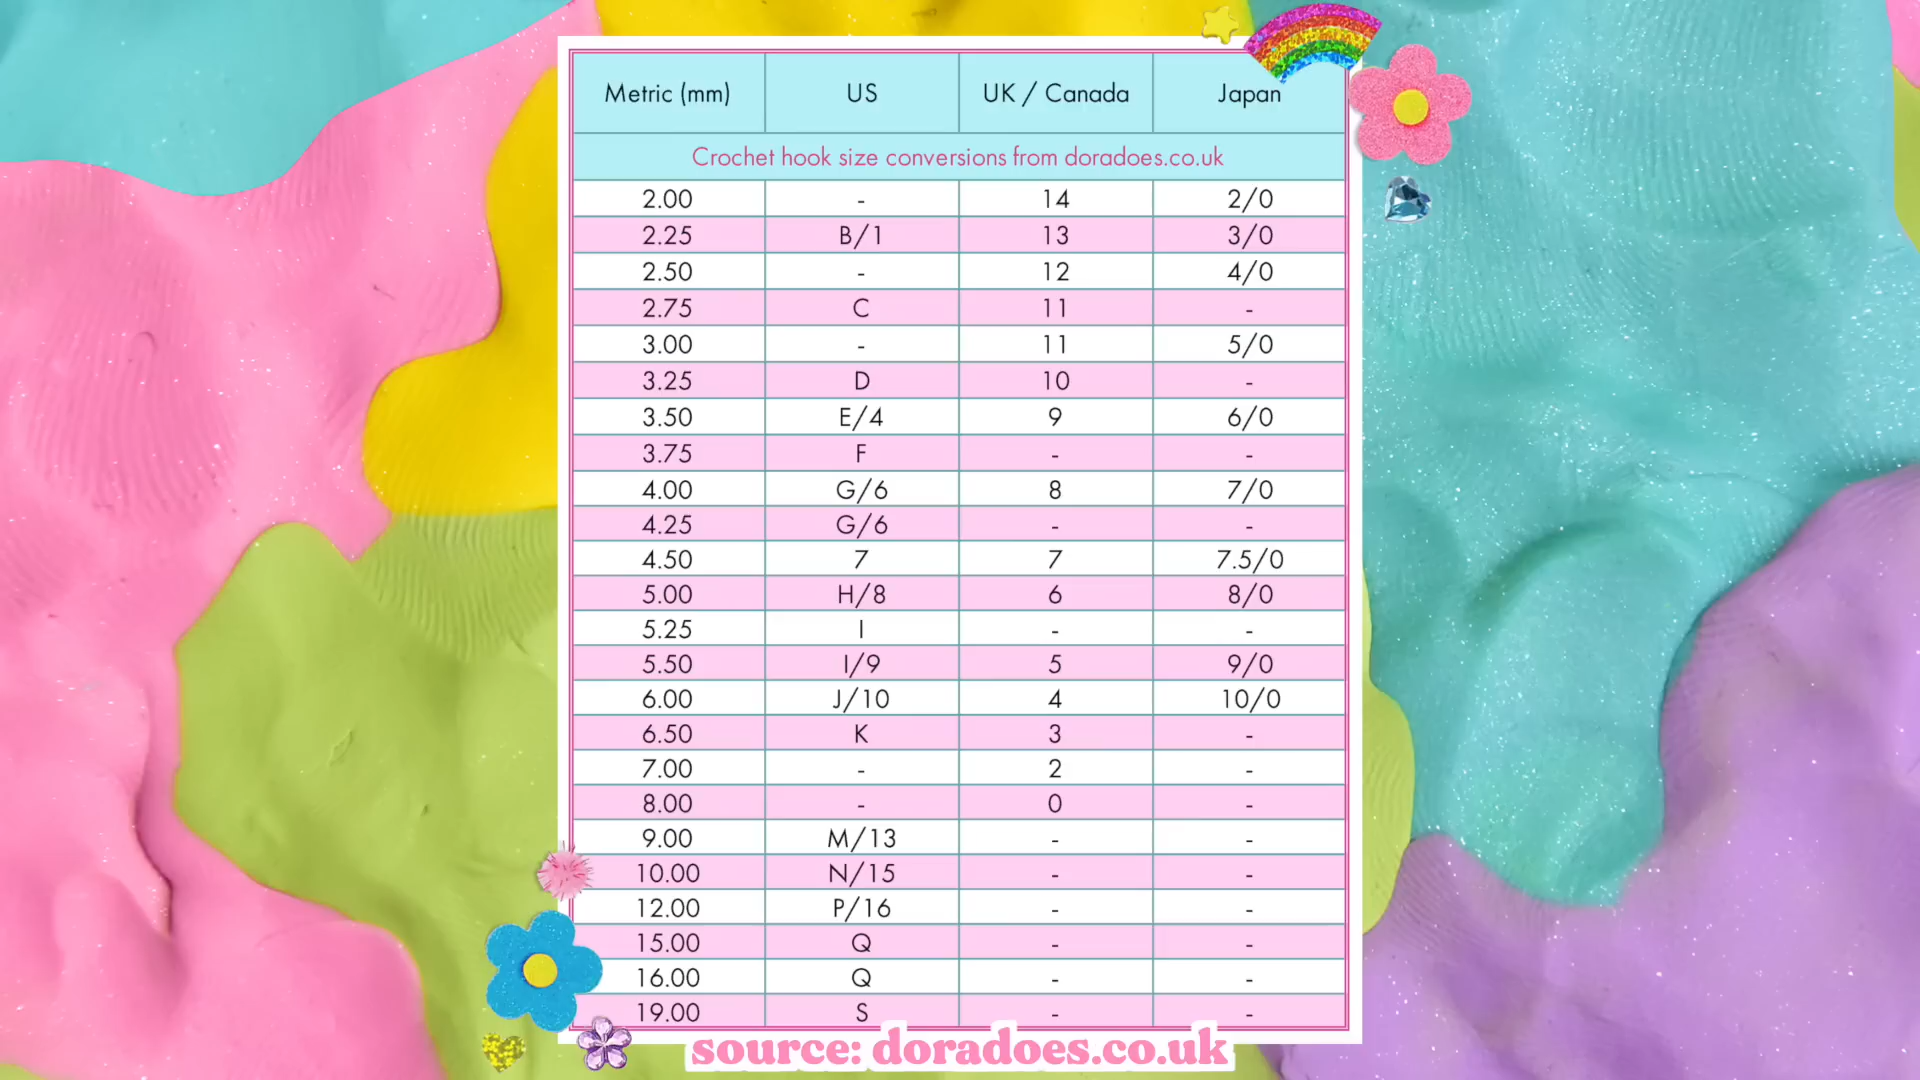 Metric (mm) US UK / Canada Japan
Crochet hook size conversions from doradoes.co.uk
2.00 - 14 2/0
2.25 B/1 13 3/0
2.50 - 12 4/0
2.75 C 11 -
3.00 - 11 5/0
3.25 D 10 -
3.50 E/4 9 6/0
3.75 F - -
4.00 G/6 8 7/0
4.25 G/6 - -
4.50 7 7 7.5/0
5.00 H/8 6 8/0
5.25 I - -
5.50 I/9 5 9/0
6.00 J/10 4 10/0
6.50 K 3 -
7.00 - 2 -
8.00 - 0 -
9.00 M/13 - -
10.00 N/15 - -
12.00 P/16 - -
15.00 Q - -
16.00 Q - -
19.00 S - -
source: doradoes.co.uk